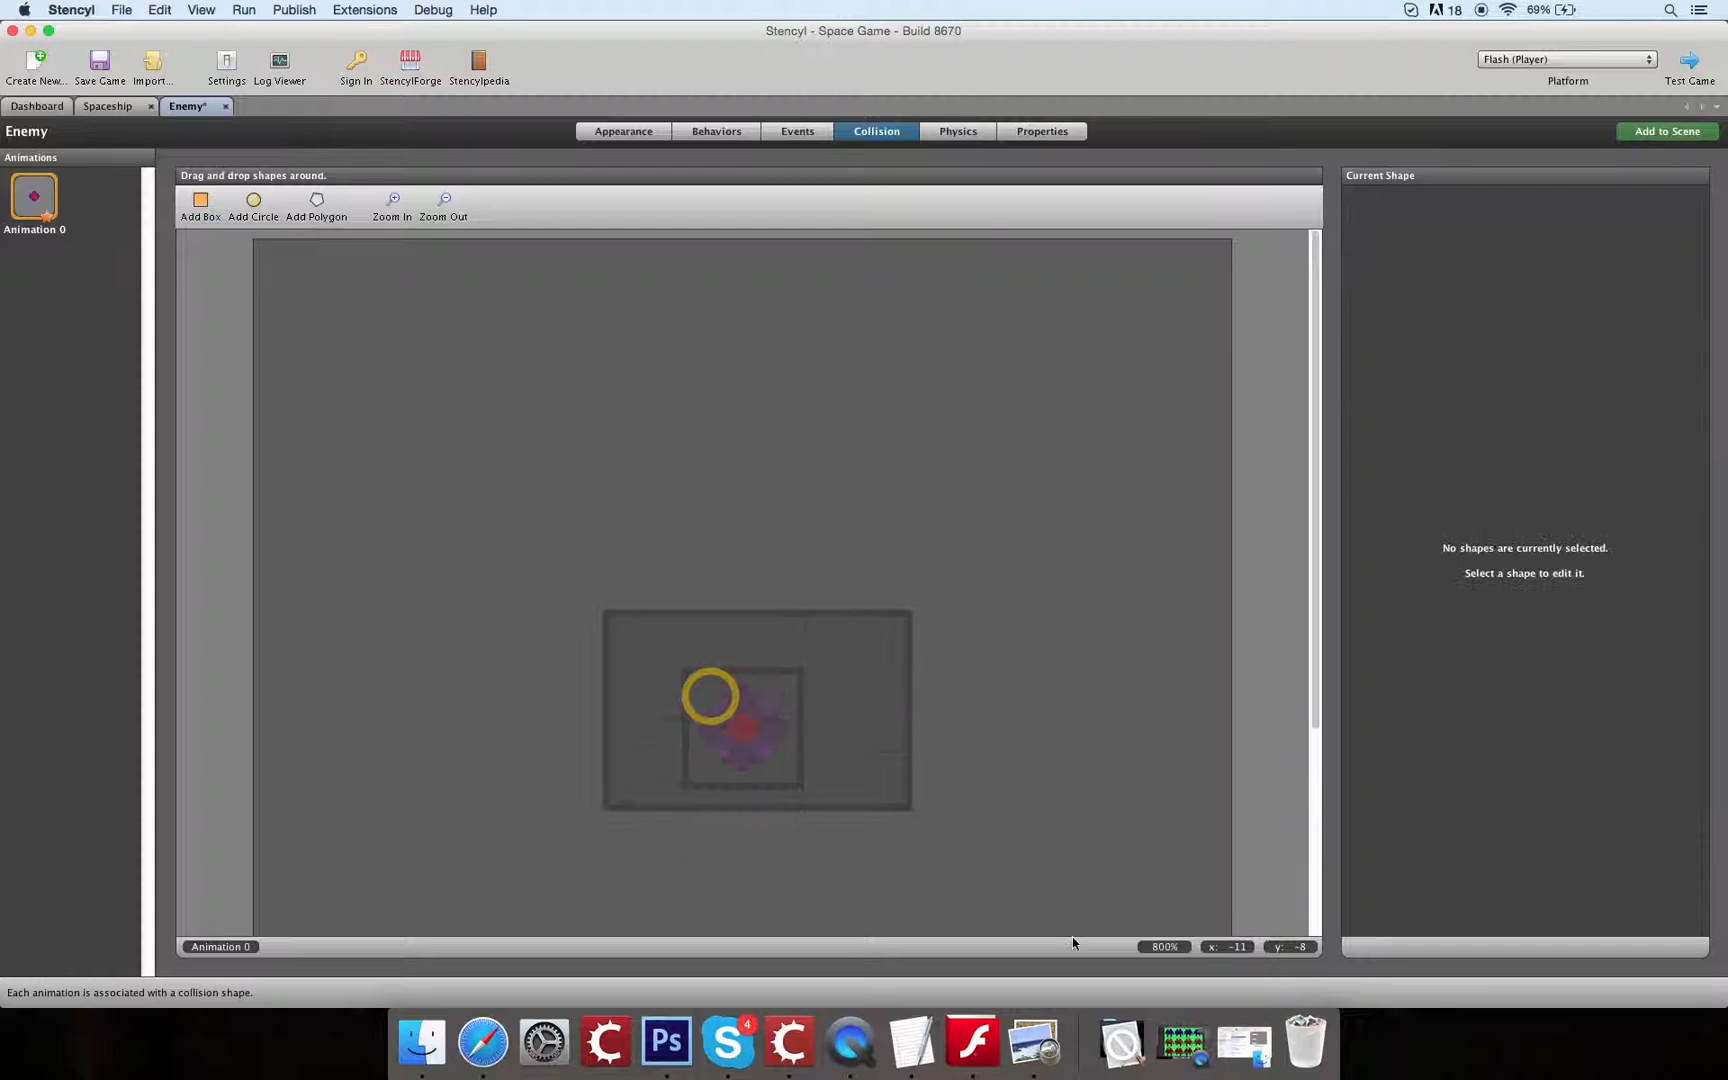 Stencyl File Edit View Run Publish Extensions Debug Help 18 69%
Stencyl - Space Game - Build 8670
Create New... Save Game Import... Settings Log Viewer Sign In StencylForge Stencylpedia Flash (Player) Platform Test Game
Dashboard Spaceship × Enemy* ×
Enemy Appearance Behaviors Events Collision Physics Properties Add to Scene
Animations
Animation 0
Drag and drop shapes around.
Add Box Add Circle Add Polygon Zoom In Zoom Out
Current Shape
No shapes are currently selected.
Select a shape to edit it.
Animation 0 800% x: -11 y: -8
Each animation is associated with a collision shape.
Ps 4